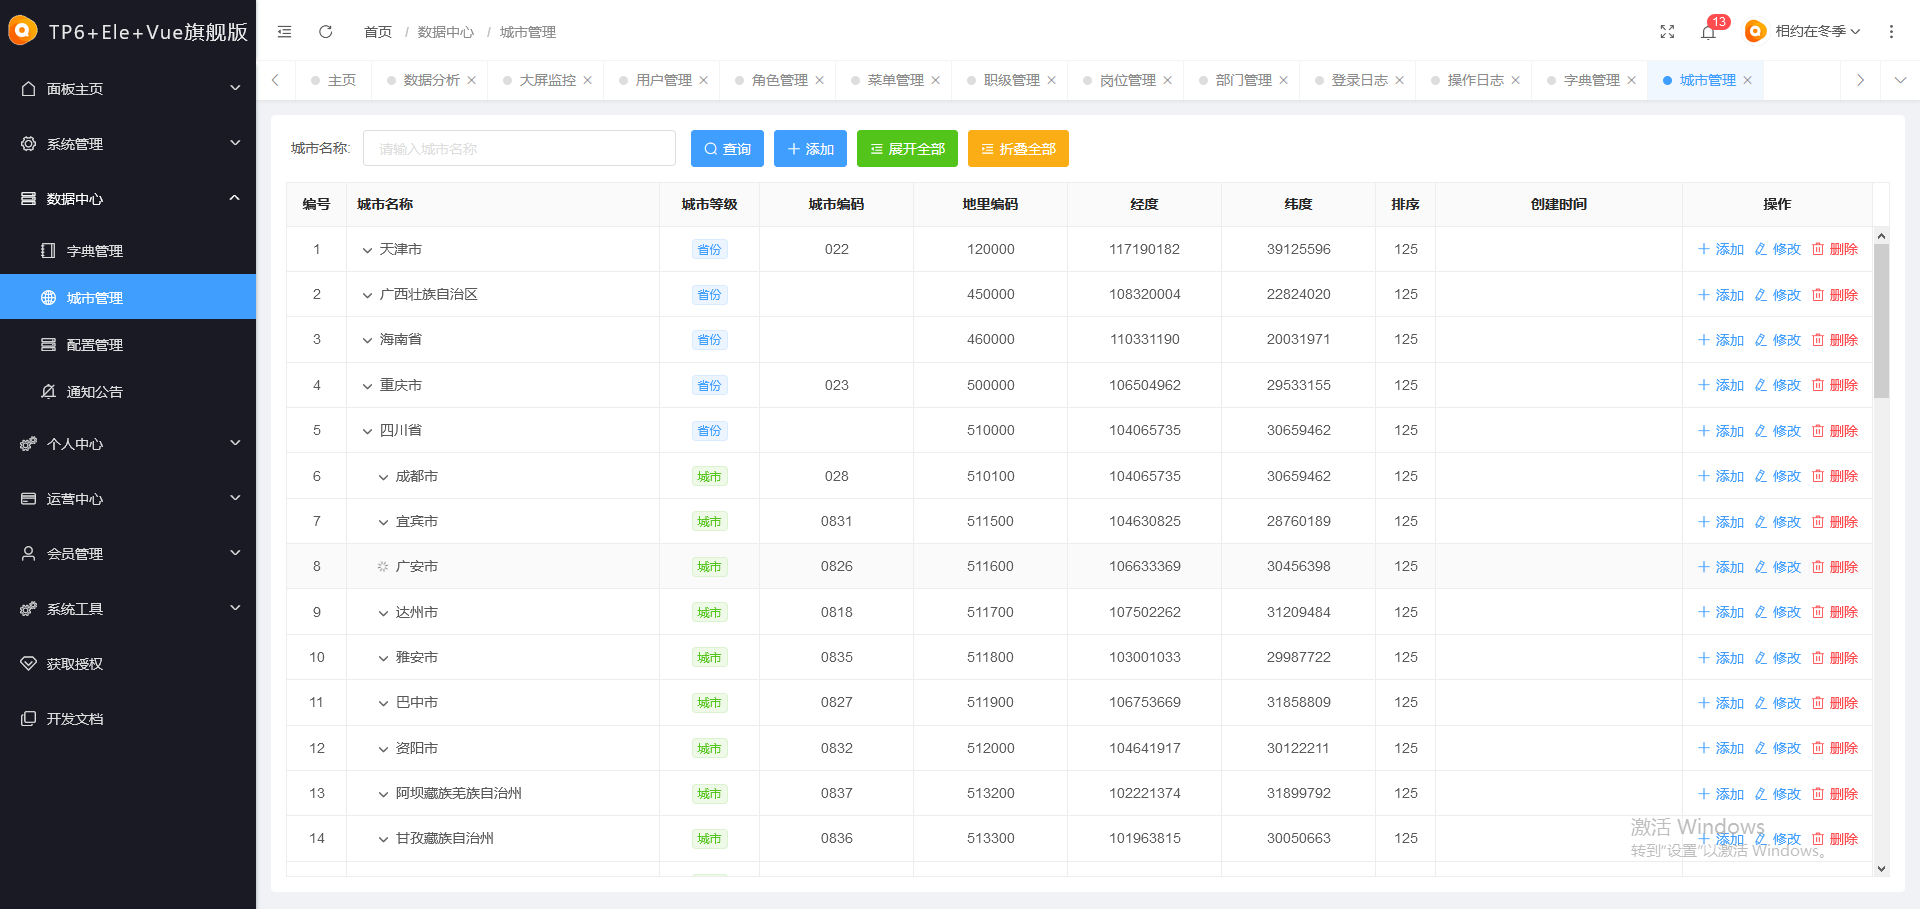 TP6+Ele+Vue旗舰版
面板主页
系统管理
数据中心
字典管理
城市管理
配置管理
通知公告
个人中心
运营中心
会员管理
系统工具
获取授权
开发文档
首页 / 数据中心 / 城市管理
13
相约在冬季
主页 数据分析 大屏监控 用户管理 角色管理 菜单管理 职级管理 岗位管理 部门管理 登录日志 操作日志 字典管理 城市管理
城市名称: 请输入城市名称 查询 添加 展开全部 折叠全部
编号 城市名称 城市等级 城市编码 地里编码 经度 纬度 排序 创建时间 操作
1 天津市 省份 022 120000 117190182 39125596 125 添加 修改 删除
2 广西壮族自治区 省份 450000 108320004 22824020 125 添加 修改 删除
3 海南省 省份 460000 110331190 20031971 125 添加 修改 删除
4 重庆市 省份 023 500000 106504962 29533155 125 添加 修改 删除
5 四川省 省份 510000 104065735 30659462 125 添加 修改 删除
6 成都市 城市 028 510100 104065735 30659462 125 添加 修改 删除
7 宜宾市 城市 0831 511500 104630825 28760189 125 添加 修改 删除
8 广安市 城市 0826 511600 106633369 30456398 125 添加 修改 删除
9 达州市 城市 0818 511700 107502262 31209484 125 添加 修改 删除
10 雅安市 城市 0835 511800 103001033 29987722 125 添加 修改 删除
11 巴中市 城市 0827 511900 106753669 31858809 125 添加 修改 删除
12 资阳市 城市 0832 512000 104641917 30122211 125 添加 修改 删除
13 阿坝藏族羌族自治州 城市 0837 513200 102221374 31899792 125 添加 修改 删除
14 甘孜藏族自治州 城市 0836 513300 101963815 30050663 125 添加 修改 删除
激活 Windows
转到"设置"以激活 Windows。